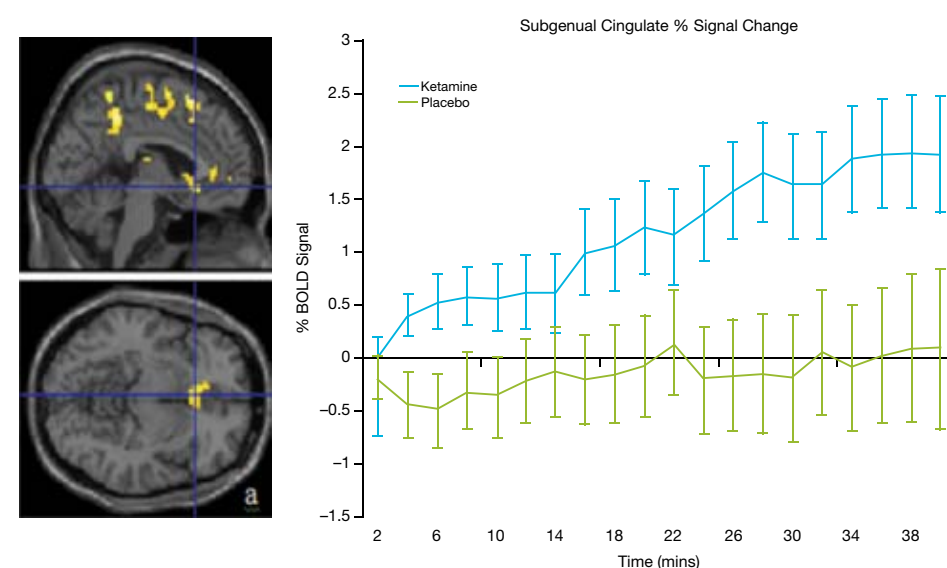 Subgenual Cingulate % Signal Change
3
2.5
2
1.5
1
0.5
0
−0.5
−1
−1.5
% BOLD Signal
Ketamine
Placebo
2 6 10 14 18 22 26 30 34 38
Time (mins)
a